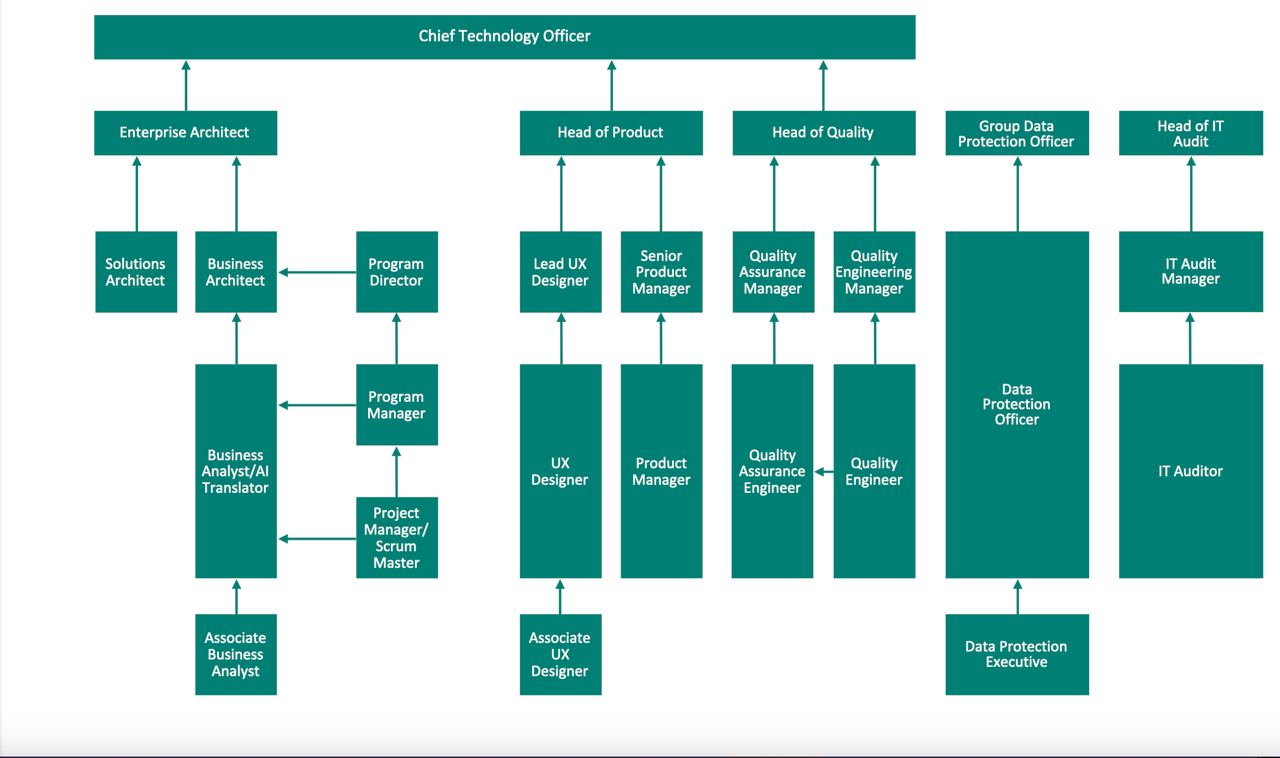 Chief Technology Officer
Enterprise Architect
Head of Product
Head of Quality
Group Data
Protection Officer
Head of IT
Audit
Solutions
Architect
Business
Architect
Program
Director
Lead UX
Designer
Senior
Product
Manager
Quality
Assurance
Manager
Quality
Engineering
Manager
IT Audit
Manager
Program
Manager
Data
Protection
Officer
Business
Analyst/AI
Translator
UX
Designer
Product
Manager
Quality
Assurance
Engineer
Quality
Engineer
IT Auditor
Project
Manager/
Scrum
Master
Associate
Business
Analyst
Associate
UX
Designer
Data Protection
Executive